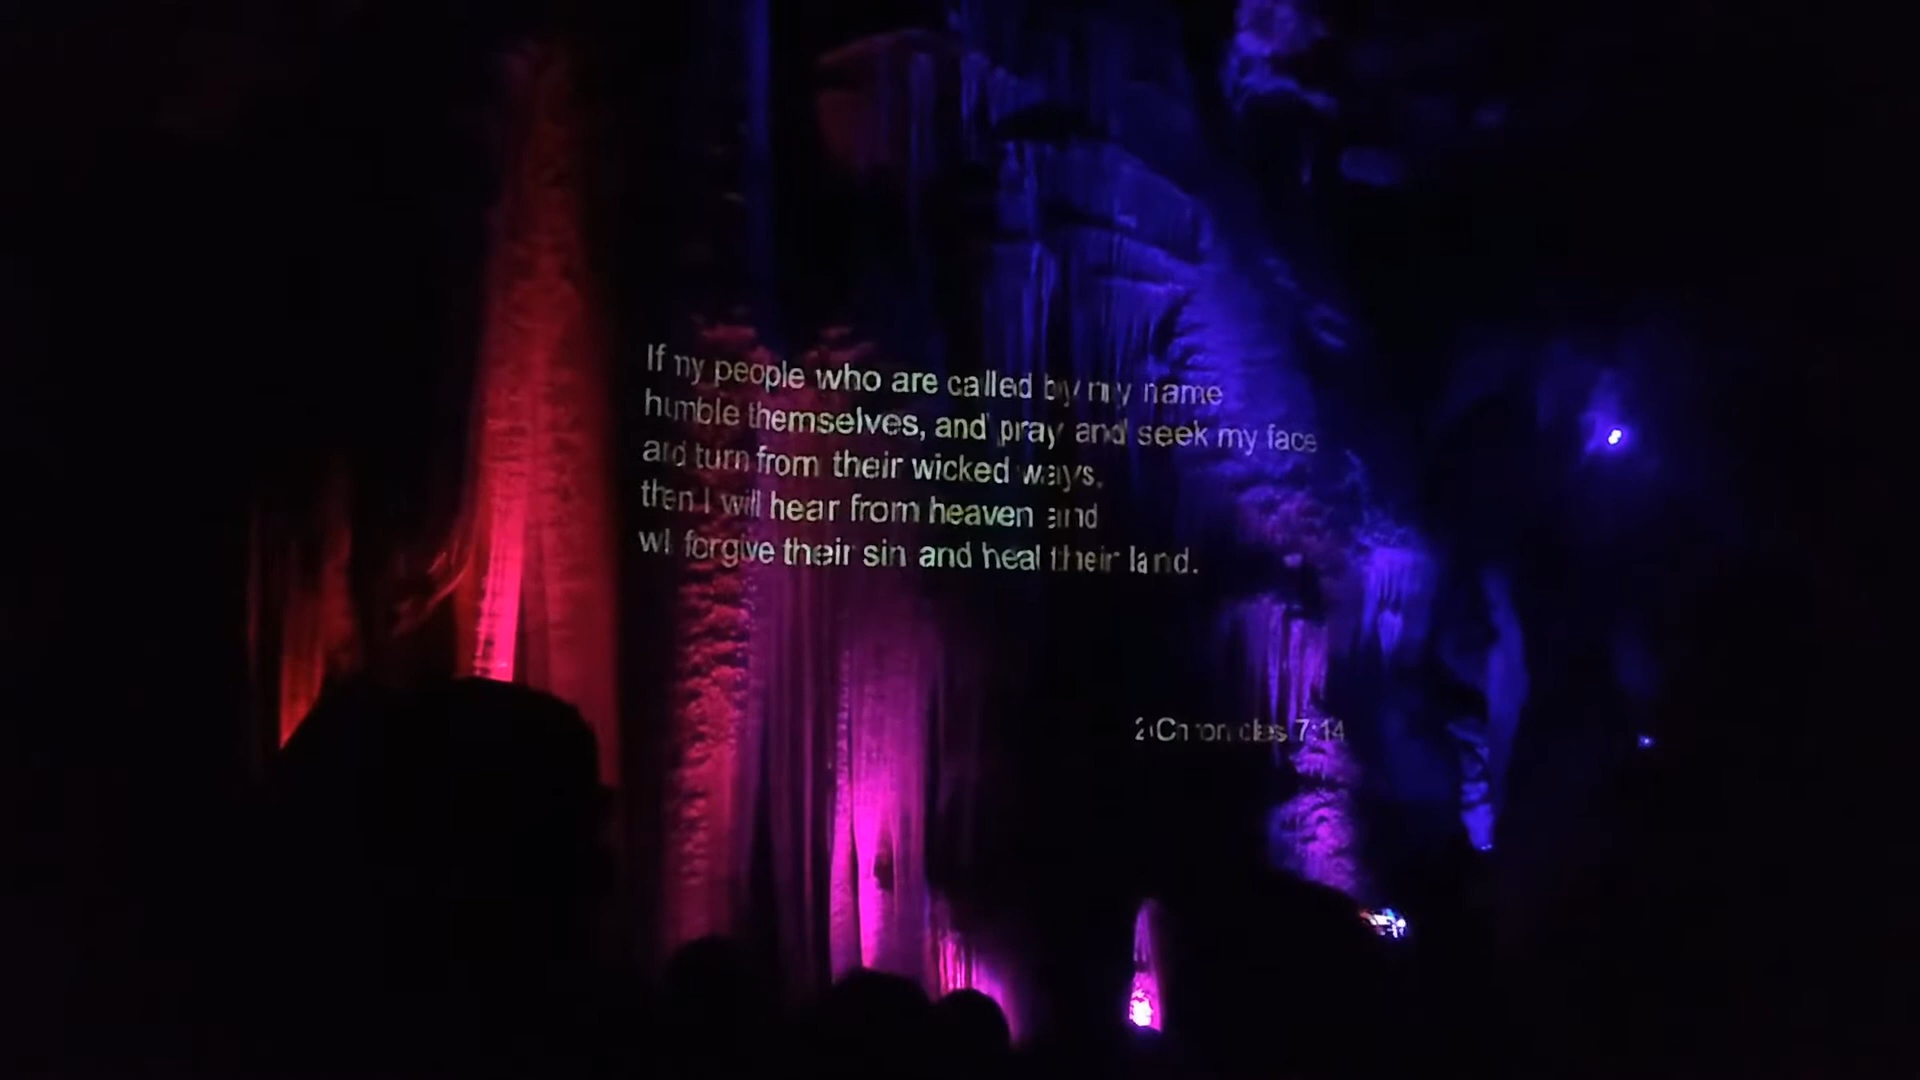 If my people who are called by my name
humble themselves, and pray and seek my face
and turn from their wicked ways,
then I will hear from heaven and
will forgive their sin and heal their land.
2 Chronicles 7:14